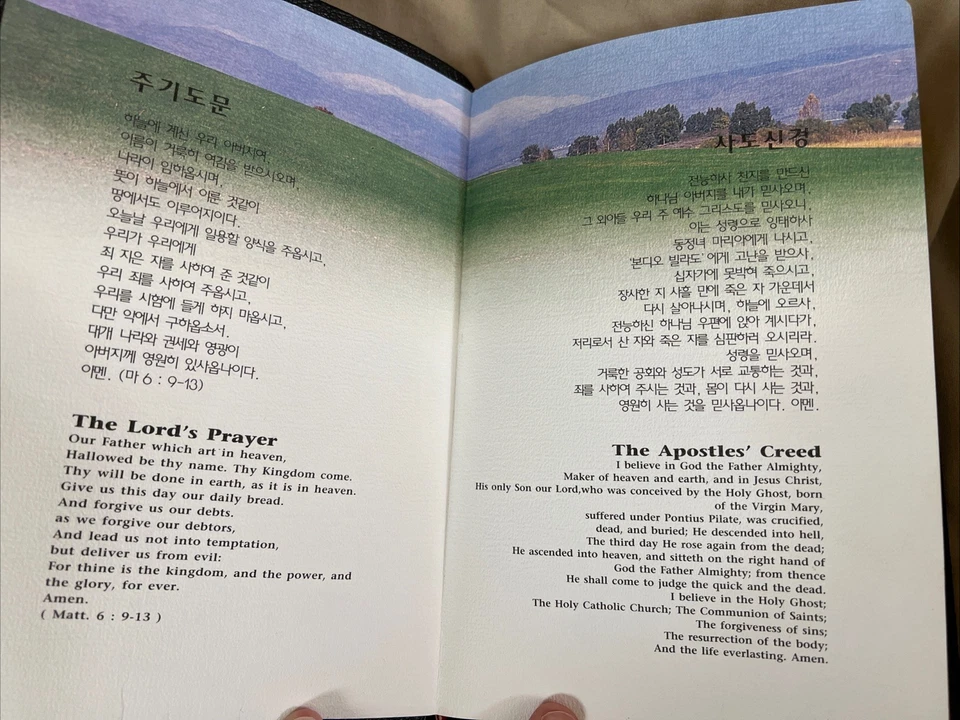 주기도문
하늘에 계신 우리 아버지여,
이름이 거룩히 여김을 받으시오며,
나라이 임하옵시며,
뜻이 하늘에서 이룬 것같이
땅에서도 이루어지이다.
오늘날 우리에게 일용할 양식을 주옵시고,
우리가 우리에게
죄 지은 자를 사하여 준 것같이
우리 죄를 사하여 주옵시고,
우리를 시험에 들게 하지 마옵시고,
다만 악에서 구하옵소서.
대개 나라와 권세와 영광이
아버지께 영원히 있사옵나이다.
아멘. (마 6 : 9-13)
The Lord's Prayer
Our Father which art in heaven,
Hallowed be thy name. Thy Kingdom come.
Thy will be done in earth, as it is in heaven.
Give us this day our daily bread.
And forgive us our debts.
as we forgive our debtors,
And lead us not into temptation,
but deliver us from evil:
For thine is the kingdom, and the power, and
the glory, for ever.
Amen.
( Matt. 6 : 9-13 )
사도신경
전능하사 천지를 만드신
하나님 아버지를 내가 믿사오며,
그 외아들 우리 주 예수 그리스도를 믿사오니,
이는 성령으로 잉태하사
동정녀 마리아에게 나시고,
'본디오 빌라도'에게 고난을 받으사,
십자가에 못박혀 죽으시고,
장사한 지 사흘 만에 죽은 자 가운데서
다시 살아나시며, 하늘에 오르사,
전능하신 하나님 우편에 앉아 계시다가,
저리로서 산 자와 죽은 자를 심판하러 오시리라.
성령을 믿사오며,
거룩한 공회와 성도가 서로 교통하는 것과,
죄를 사하여 주시는 것과, 몸이 다시 사는 것과,
영원히 사는 것을 믿사옵나이다. 아멘.
The Apostles' Creed
I believe in God the Father Almighty,
Maker of heaven and earth, and in Jesus Christ,
His only Son our Lord,who was conceived by the Holy Ghost, born
of the Virgin Mary,
suffered under Pontius Pilate, was crucified,
dead, and buried; He descended into hell,
The third day He rose again from the dead;
He ascended into heaven, and sitteth on the right hand of
God the Father Almighty; from thence
He shall come to judge the quick and the dead.
I believe in the Holy Ghost;
The Holy Catholic Church; The Communion of Saints;
The forgiveness of sins;
The resurrection of the body;
And the life everlasting. Amen.